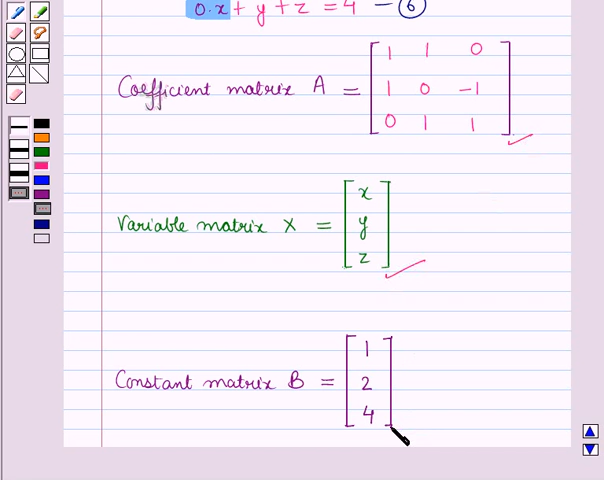 0·x + y + z = 4 — ⑥
1 1 0
Coefficient matrix A = 1 0 -1
0 1 1
x
Variable matrix X = y
z
1
Constant matrix B = 2
4